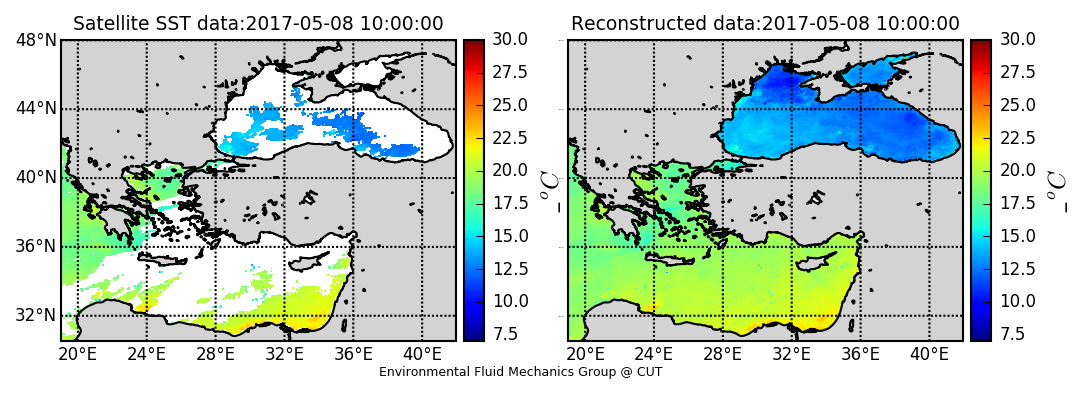 Satellite SST data:2017-05-08 10:00:00
48°N
44°N
40°N
36°N
32°N
20°E 24°E 28°E 32°E 36°E 40°E
30.0
27.5
25.0
22.5
20.0
17.5
15.0
12.5
10.0
7.5
_°C
Reconstructed data:2017-05-08 10:00:00
20°E 24°E 28°E 32°E 36°E 40°E
30.0
27.5
25.0
22.5
20.0
17.5
15.0
12.5
10.0
7.5
_°C
Environmental Fluid Mechanics Group @ CUT